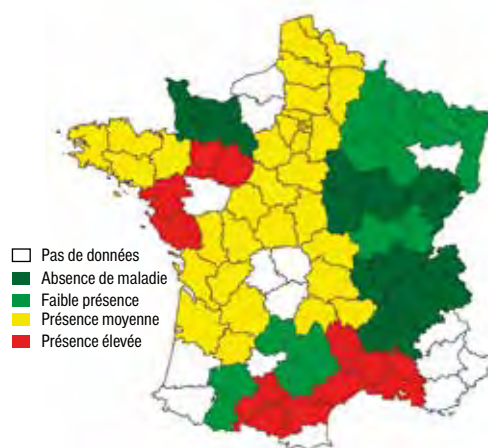 Pas de données
Absence de maladie
Faible présence
Présence moyenne
Présence élevée